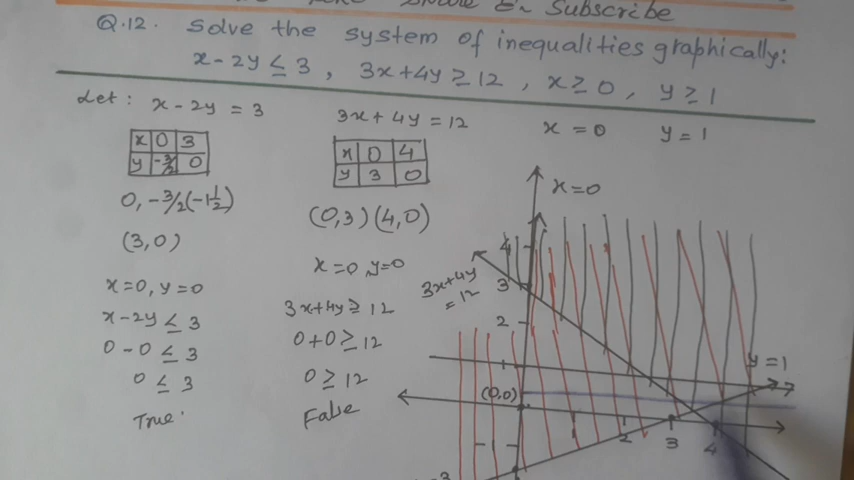 Subscribe
Q.12. Solve the system of inequalities graphically:
x - 2y ≤ 3 , 3x + 4y ≥ 12 , x ≥ 0 , y ≥ 1
Let : x - 2y = 3
x 0 3
y -3/2 0
0, -3/2 (-1 1/2)
(3,0)
x=0, y=0
x - 2y ≤ 3
0 - 0 ≤ 3
0 ≤ 3
True
3x + 4y = 12
x 0 4
y 3 0
(0,3) (4,0)
x=0, y=0
3x+4y ≥ 12
0+0 ≥ 12
0 ≥ 12
False
x = 0
y = 1
x=0
4
3
3x+4y
= 12
2
1
y = 1
(0,0)
1
2
3
4
-1